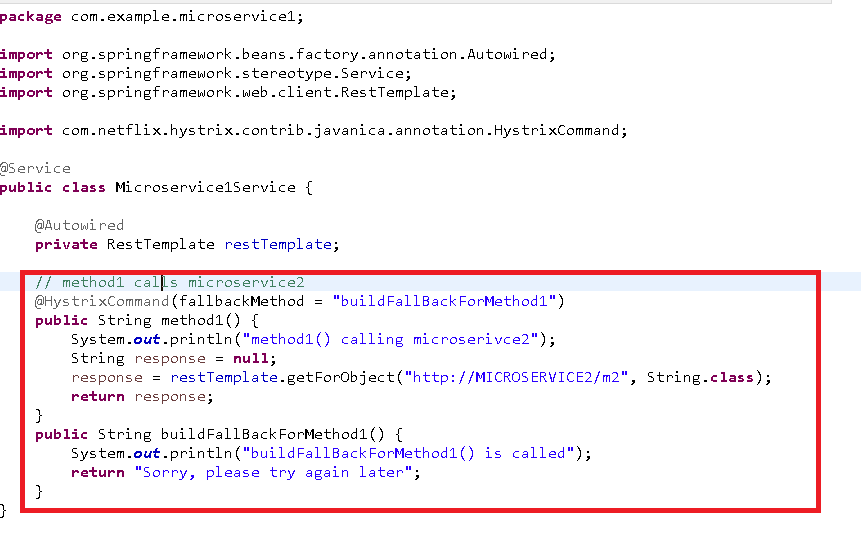 package com.example.microservice1;
import org.springframework.beans.factory.annotation.Autowired;
import org.springframework.stereotype.Service;
import org.springframework.web.client.RestTemplate;
import com.netflix.hystrix.contrib.javanica.annotation.HystrixCommand;
@Service
public class Microservice1Service {
@Autowired
private RestTemplate restTemplate;
// method1 calls microservice2
@HystrixCommand(fallbackMethod = "buildFallBackForMethod1")
public String method1() {
System.out.println("method1() calling microserivce2");
String response = null;
response = restTemplate.getForObject("http://MICROSERVICE2/m2", String.class);
return response;
}
public String buildFallBackForMethod1() {
System.out.println("buildFallBackForMethod1() is called");
return "Sorry, please try again later";
}
}